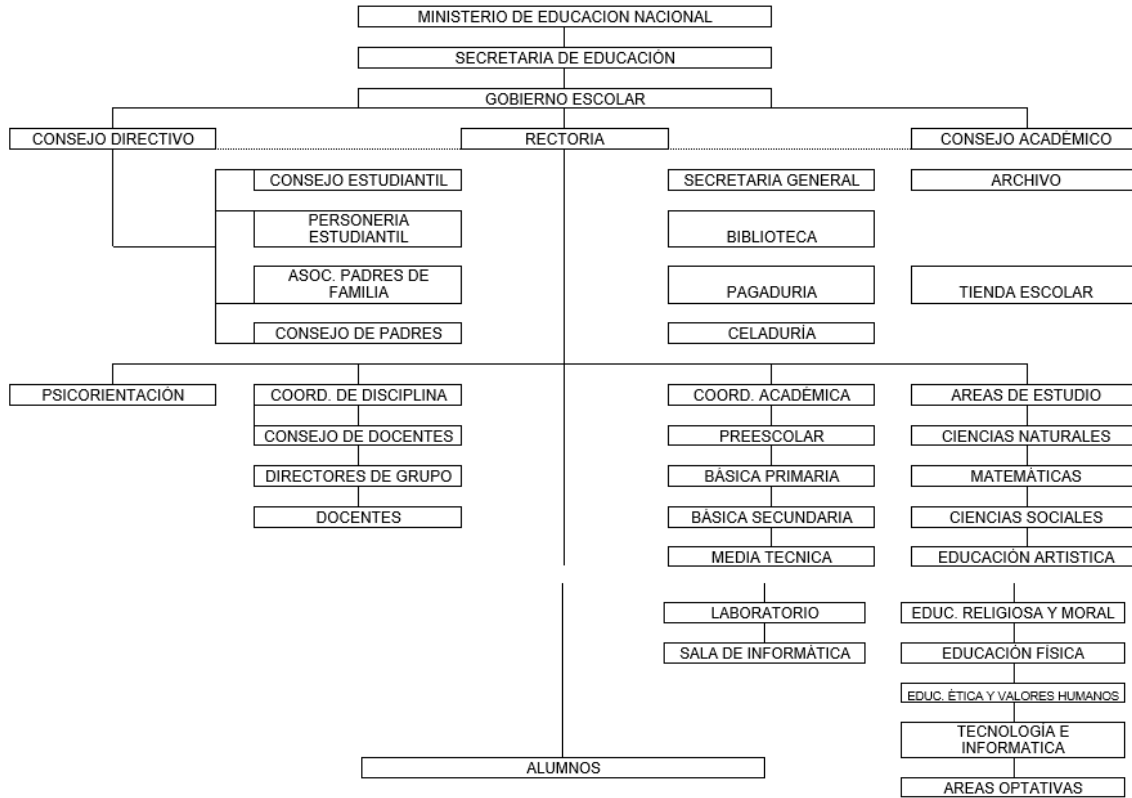 MINISTERIO DE EDUCACION NACIONAL
SECRETARIA DE EDUCACIÓN
GOBIERNO ESCOLAR
CONSEJO DIRECTIVO
RECTORIA
CONSEJO ACADÉMICO
CONSEJO ESTUDIANTIL
SECRETARIA GENERAL
ARCHIVO
PERSONERIA
ESTUDIANTIL
BIBLIOTECA
ASOC. PADRES DE
FAMILIA
PAGADURIA
TIENDA ESCOLAR
CONSEJO DE PADRES
CELADURÍA
PSICORIENTACIÓN
COORD. DE DISCIPLINA
COORD. ACADÉMICA
AREAS DE ESTUDIO
CONSEJO DE DOCENTES
PREESCOLAR
CIENCIAS NATURALES
DIRECTORES DE GRUPO
BÁSICA PRIMARIA
MATEMÁTICAS
DOCENTES
BÁSICA SECUNDARIA
CIENCIAS SOCIALES
MEDIA TECNICA
EDUCACIÓN ARTISTICA
LABORATORIO
EDUC. RELIGIOSA Y MORAL
SALA DE INFORMÁTICA
EDUCACIÓN FÍSICA
EDUC. ÉTICA Y VALORES HUMANOS
TECNOLOGÍA E
INFORMATICA
ALUMNOS
AREAS OPTATIVAS